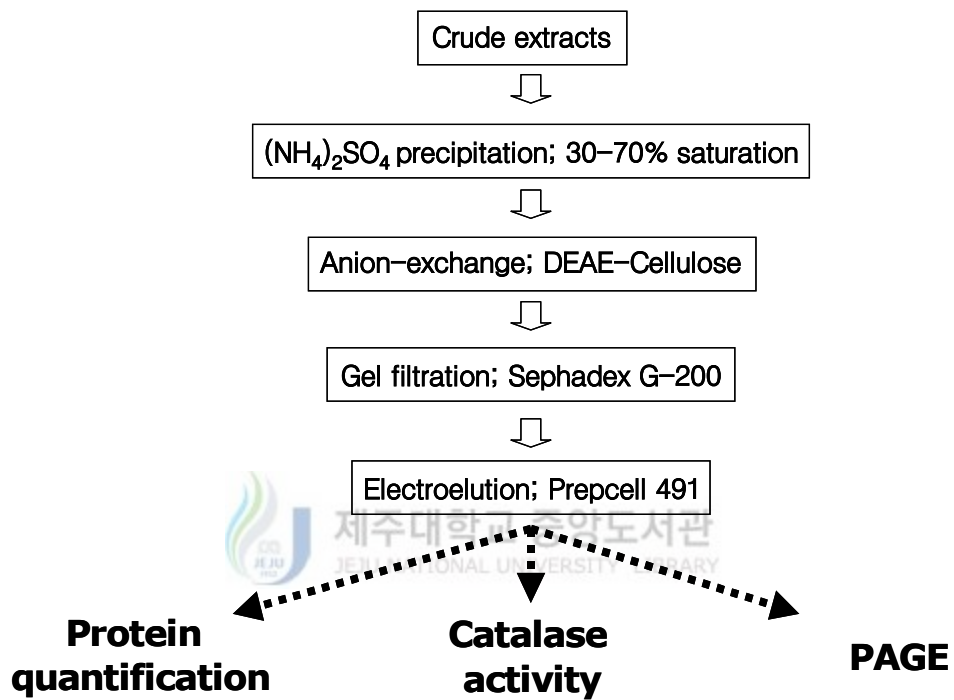 Crude extracts
(NH₄)₂SO₄ precipitation; 30-70% saturation
Anion-exchange; DEAE-Cellulose
Gel filtration; Sephadex G-200
Electroelution; Prepcell 491
제주대학교 중앙도서관
JEJU NATIONAL UNIVERSITY LIBRARY
JEJU
1952
Protein
quantification
Catalase
activity
PAGE